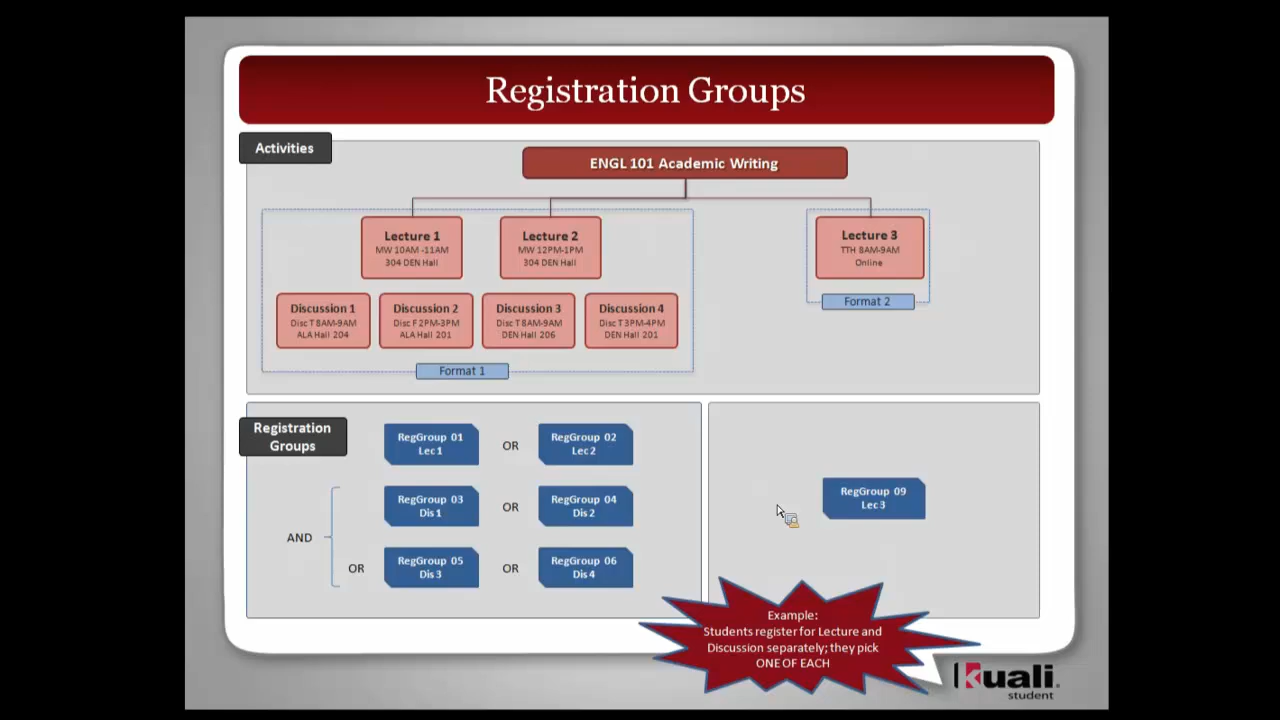 Registration Groups
Activities
ENGL 101 Academic Writing
Lecture 1
MW 10AM -11AM
304 DEN Hall
Lecture 2
MW 12PM-1PM
304 DEN Hall
Lecture 3
TTH 8AM-9AM
Online
Discussion 1
Disc T 8AM-9AM
ALA Hall 204
Discussion 2
Disc F 2PM-3PM
ALA Hall 201
Discussion 3
Disc T 8AM-9AM
DEN Hall 206
Discussion 4
Disc T 3PM-4PM
DEN Hall 201
Format 2
Format 1
Registration
Groups
RegGroup 01
Lec 1
OR
RegGroup 02
Lec 2
RegGroup 03
Dis 1
OR
RegGroup 04
Dis 2
AND
OR
RegGroup 05
Dis 3
OR
RegGroup 06
Dis 4
RegGroup 09
Lec 3
Example:
Students register for Lecture and
Discussion separately; they pick
ONE OF EACH
kuali
student